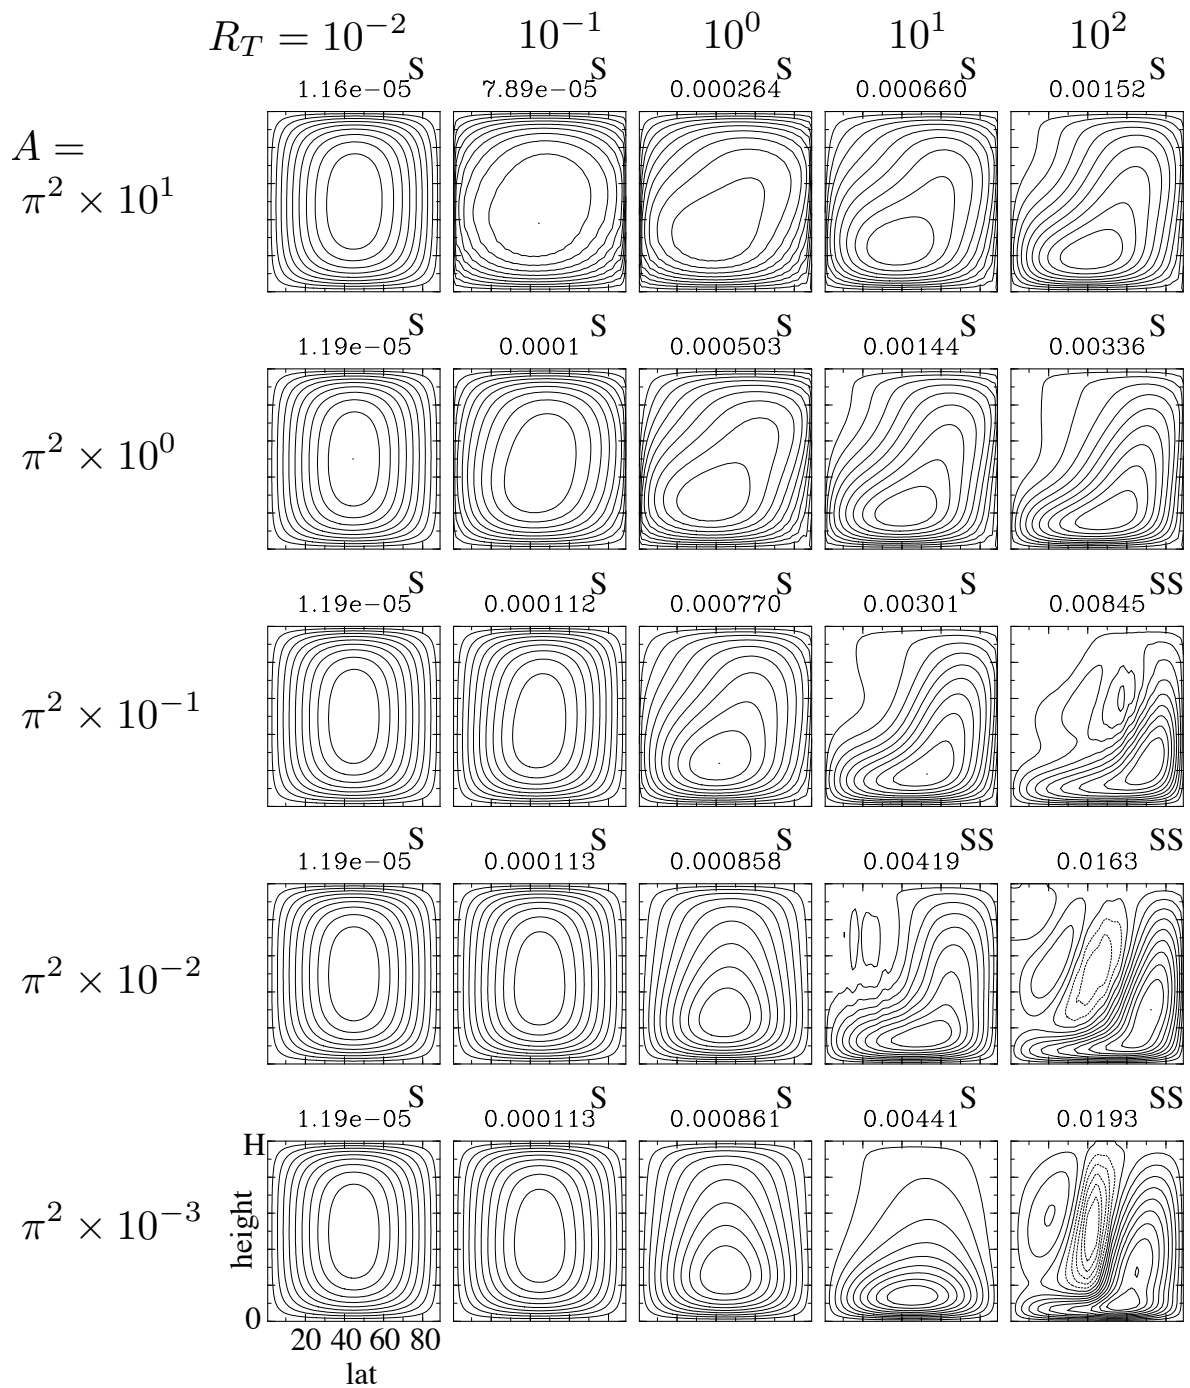 R_T = 10^{-2} 10^{-1} 10^0 10^1 10^2
S S S S S
1.16e−05 7.89e−05 0.000264 0.000660 0.00152
A =
π^2 × 10^1
S S S S S
1.19e−05 0.0001 0.000503 0.00144 0.00336
π^2 × 10^0
S S S S SS
1.19e−05 0.000112 0.000770 0.00301 0.00845
π^2 × 10^{-1}
S S S SS SS
1.19e−05 0.000113 0.000858 0.00419 0.0163
π^2 × 10^{-2}
S S S S SS
1.19e−05 0.000113 0.000861 0.00441 0.0193
H
π^2 × 10^{-3}
height
0
20 40 60 80
lat